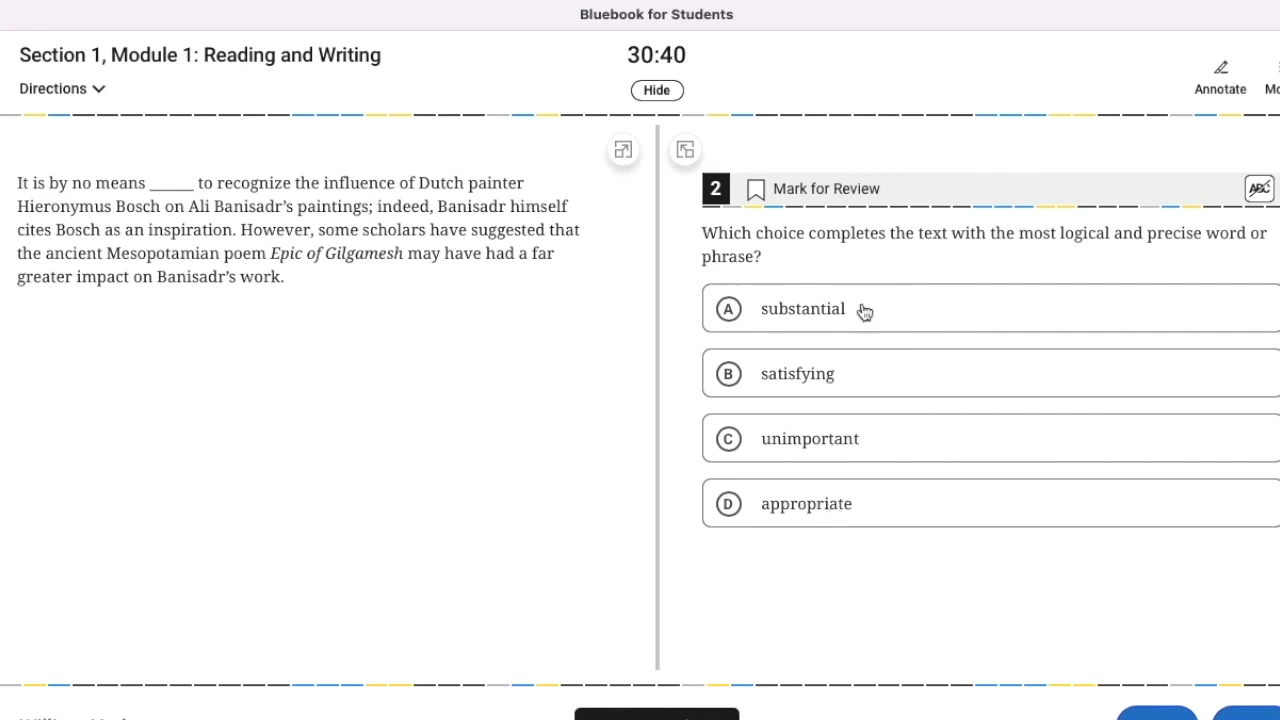 Bluebook for Students
Section 1, Module 1: Reading and Writing
30:40
Directions
Hide
Annotate
It is by no means ______ to recognize the influence of Dutch painter
Hieronymus Bosch on Ali Banisadr's paintings; indeed, Banisadr himself
cites Bosch as an inspiration. However, some scholars have suggested that
the ancient Mesopotamian poem Epic of Gilgamesh may have had a far
greater impact on Banisadr's work.
2 Mark for Review
ABC
Which choice completes the text with the most logical and precise word or
phrase?
A substantial
B satisfying
C unimportant
D appropriate